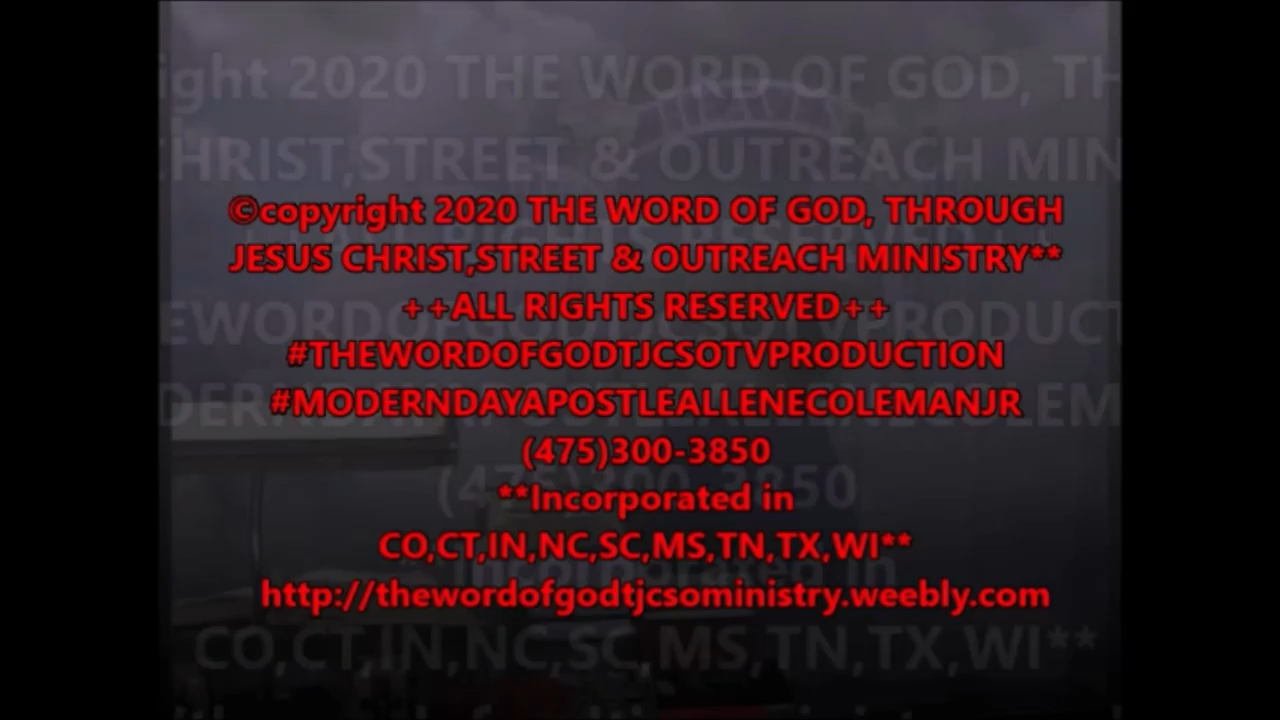 ©copyright 2020 THE WORD OF GOD, THROUGH
JESUS CHRIST,STREET & OUTREACH MINISTRY**
++ALL RIGHTS RESERVED++
#THEWORDOFGODTJCSOTVPRODUCTION
#MODERNDAYAPOSTLEALLENECOLEMANJR
(475)300-3850
**Incorporated in
CO,CT,IN,NC,SC,MS,TN,TX,WI**
http://thewordofgodtjcsoministry.weebly.com